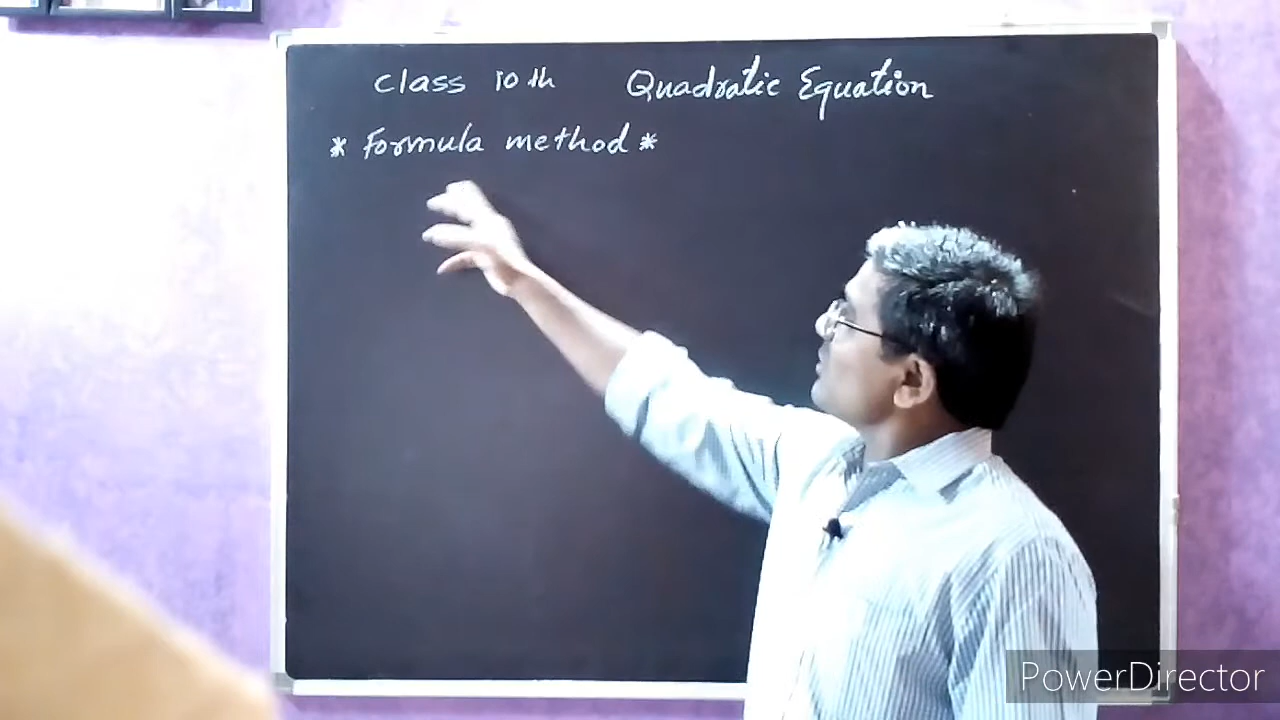 Class 10th Quadratic Equation
* Formula method *
PowerDirector